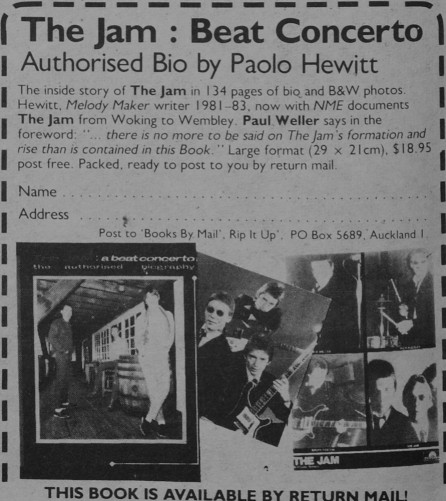 The Jam : Beat Concerto
Authorised Bio by Paolo Hewitt
The inside story of The Jam in 134 pages of bio and B&W photos.
Hewitt, Melody Maker writer 1981–83, now with NME documents
The Jam from Woking to Wembley. Paul Weller says in the
foreword: "... there is no more to be said on The Jam's formation and
rise than is contained in this Book." Large format (29 × 21cm), $18.95
post free. Packed, ready to post to you by return mail.
Name
Address
Post to 'Books By Mail', Rip It Up', PO Box 5689, Auckland 1.
: a beat concerto
the authorised biography
THE JAM
THIS BOOK IS AVAILABLE BY RETURN MAIL!